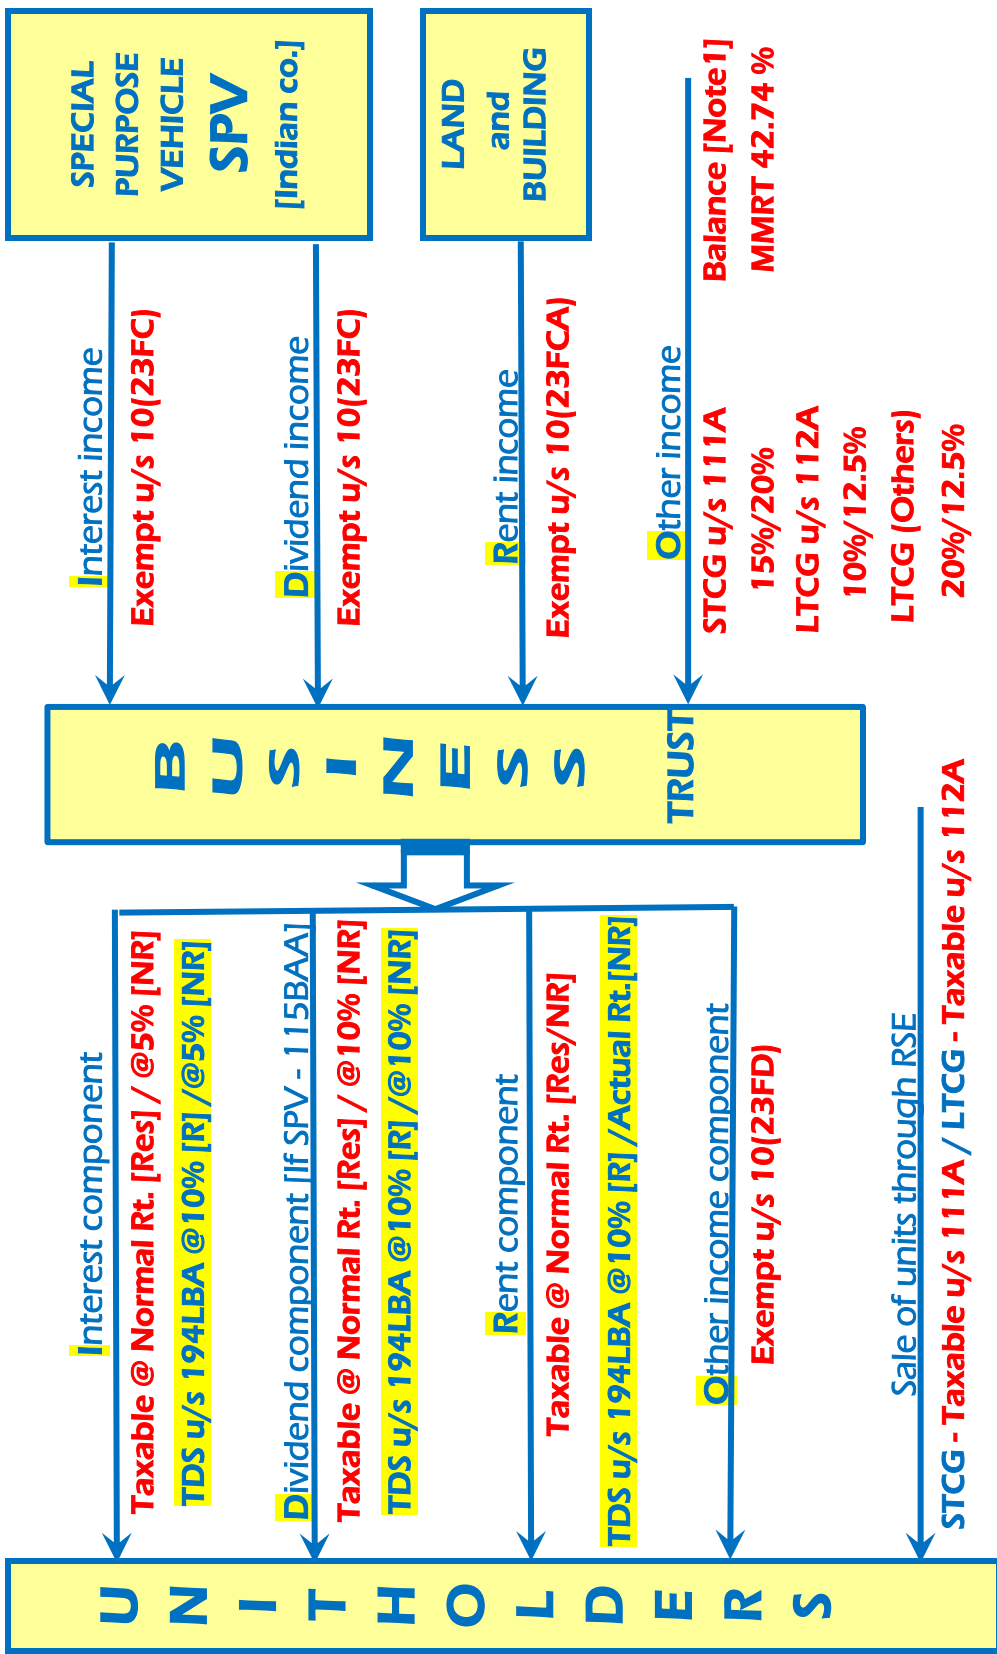 SPECIAL
PURPOSE
VEHICLE
SPV
[Indian co.]
LAND
and
BUILDING
Interest income
Exempt u/s 10(23FC)
Dividend income
Exempt u/s 10(23FC)
Rent income
Exempt u/s 10(23FCA)
Other income
STCG u/s 111A
15%/20%
LTCG u/s 112A
10%/12.5%
LTCG (Others)
20%/12.5%
Balance [Note1]
MMRT 42.74 %
BUSINESS
TRUST
Interest component
Taxable @ Normal Rt. [Res] / @5% [NR]
TDS u/s 194LBA @10% [R] /@5% [NR]
Dividend component [If SPV - 115BAA]
Taxable @ Normal Rt. [Res] / @10% [NR]
TDS u/s 194LBA @10% [R] /@10% [NR]
Rent component
Taxable @ Normal Rt. [Res/NR]
TDS u/s 194LBA @10% [R] /Actual Rt.[NR]
Other income component
Exempt u/s 10(23FD)
Sale of units through RSE
STCG - Taxable u/s 111A / LTCG - Taxable u/s 112A
UNITHOLDERS